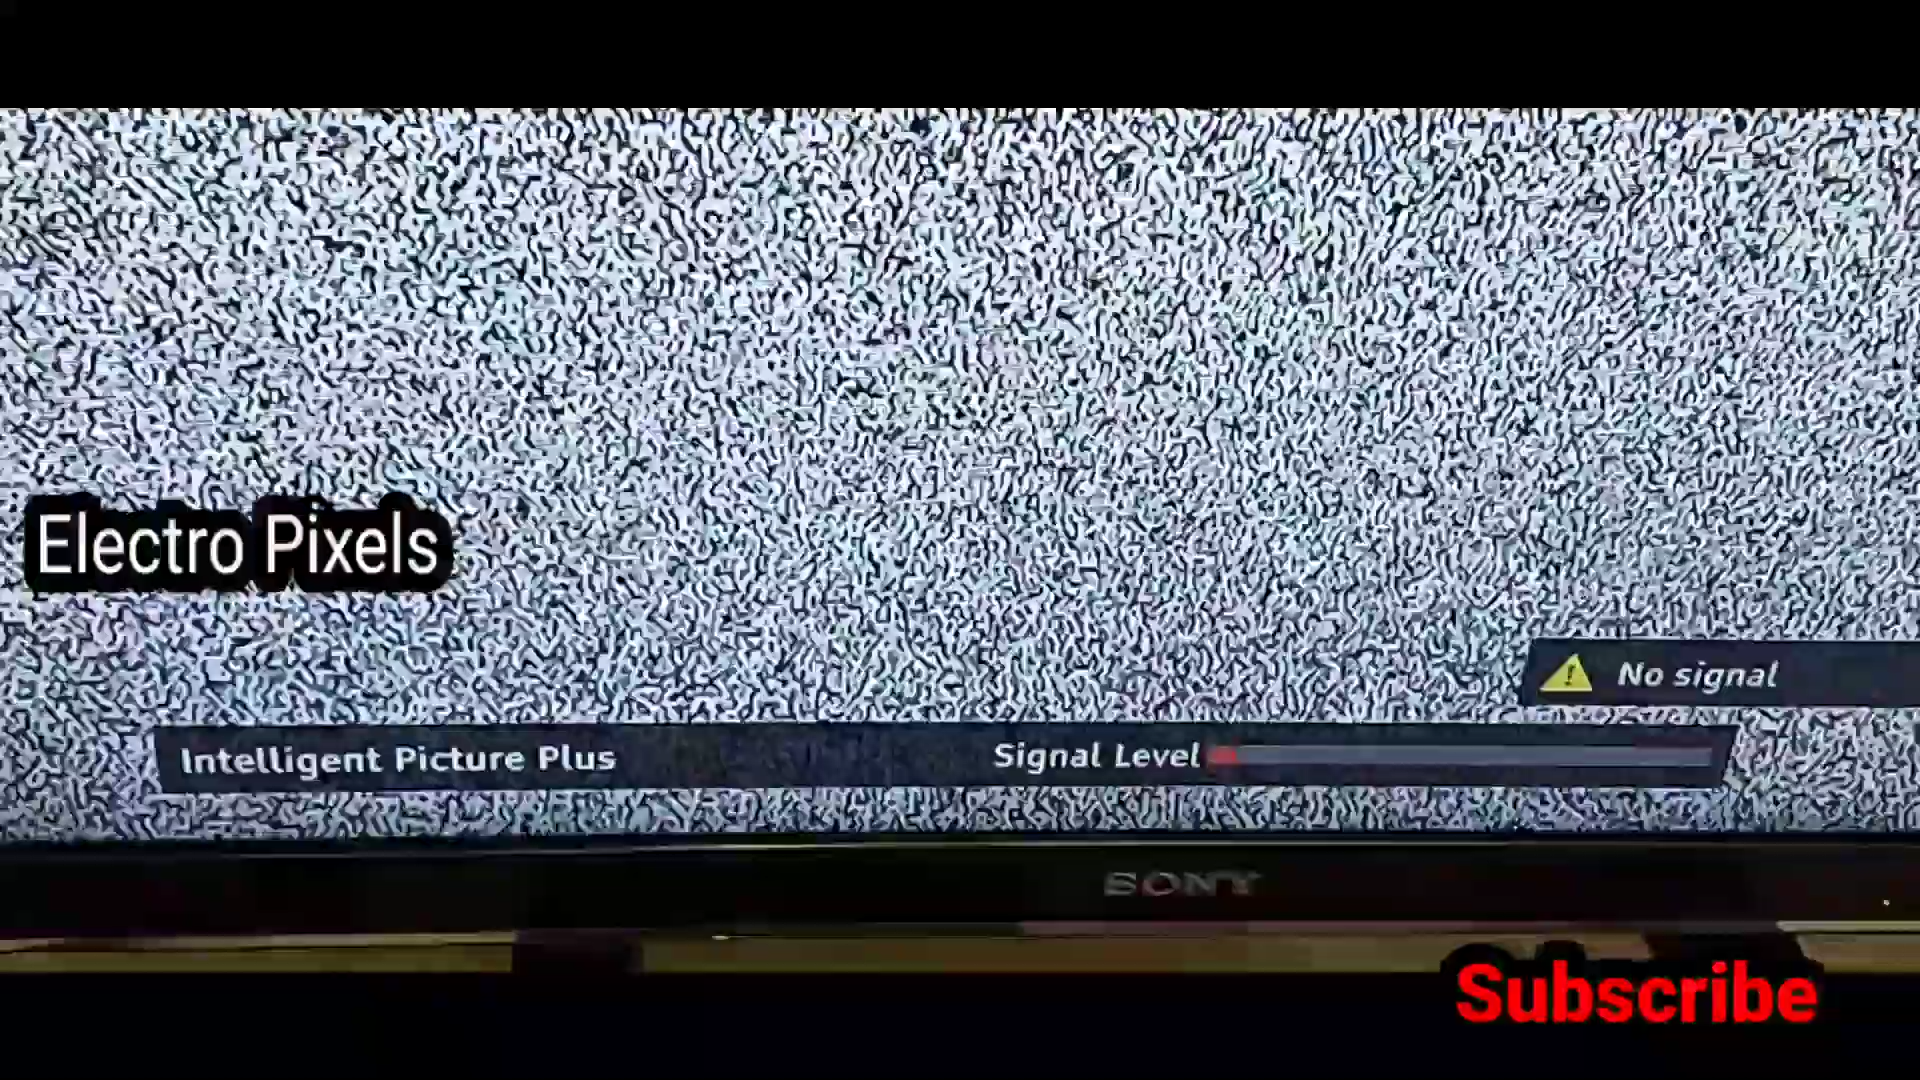 Electro Pixels
No signal
Intelligent Picture Plus
Signal Level
SONY
Subscribe